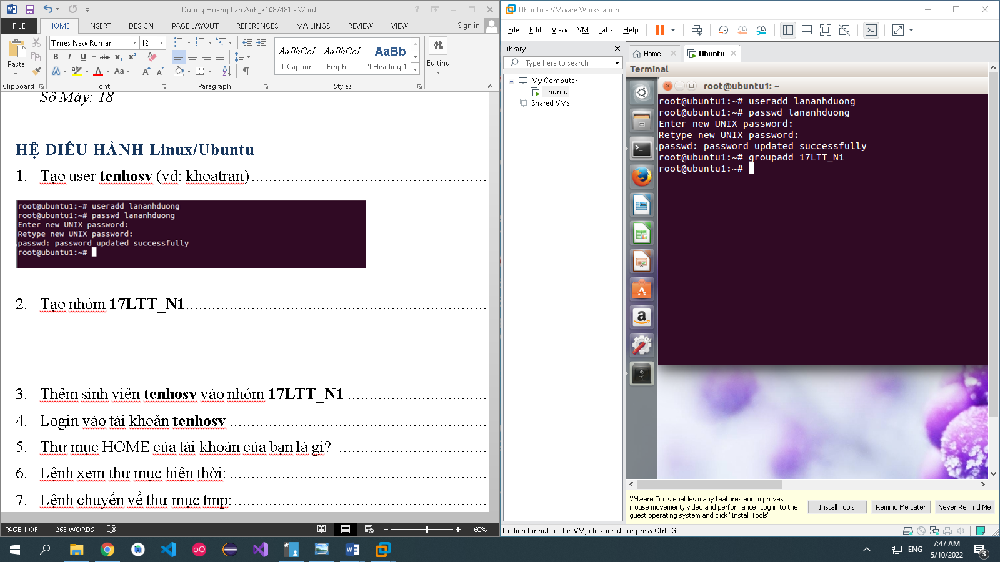 Duong Hoang Lan Anh_21087481 - Word
FILE HOME INSERT DESIGN PAGE LAYOUT REFERENCES MAILINGS REVIEW VIEW Sign in
Times New Roman 12
Paste
B I U abc x₂ x²
A ab A Aa A A
AaBbCcL AaBbCcL AaBb
¶ Caption Emphasis ¶ Heading 1
Editing
Clipboard Font Paragraph Styles
Số Máy: 18
HỆ ĐIỀU HÀNH Linux/Ubuntu
1. Tạo user tenhosv (vd: khoatran)
root@ubuntu1:~# useradd lananhduong
root@ubuntu1:~# passwd lananhduong
Enter new UNIX password:
Retype new UNIX password:
passwd: password updated successfully
root@ubuntu1:~#
2. Tạo nhóm 17LTT_N1
3. Thêm sinh viên tenhosv vào nhóm 17LTT_N1
4. Login vào tài khoản tenhosv
5. Thư mục HOME của tài khoản của bạn là gì?
6. Lệnh xem thư mục hiện thời:
7. Lệnh chuyển về thư mục tmp:
PAGE 1 OF 1 265 WORDS 160%
Ubuntu - VMware Workstation
File Edit View VM Tabs Help
Library
Type here to search
My Computer
Ubuntu
Shared VMs
Home Ubuntu
Terminal
root@ubuntu1: ~
root@ubuntu1:~# useradd lananhduong
root@ubuntu1:~# passwd lananhduong
Enter new UNIX password:
Retype new UNIX password:
passwd: password updated successfully
root@ubuntu1:~# groupadd 17LTT_N1
root@ubuntu1:~#
VMware Tools enables many features and improves
mouse movement, video and performance. Log in to the
guest operating system and click "Install Tools".
Install Tools Remind Me Later Never Remind Me
To direct input to this VM, click inside or press Ctrl+G.
ENG
7:47 AM
5/10/2022
3